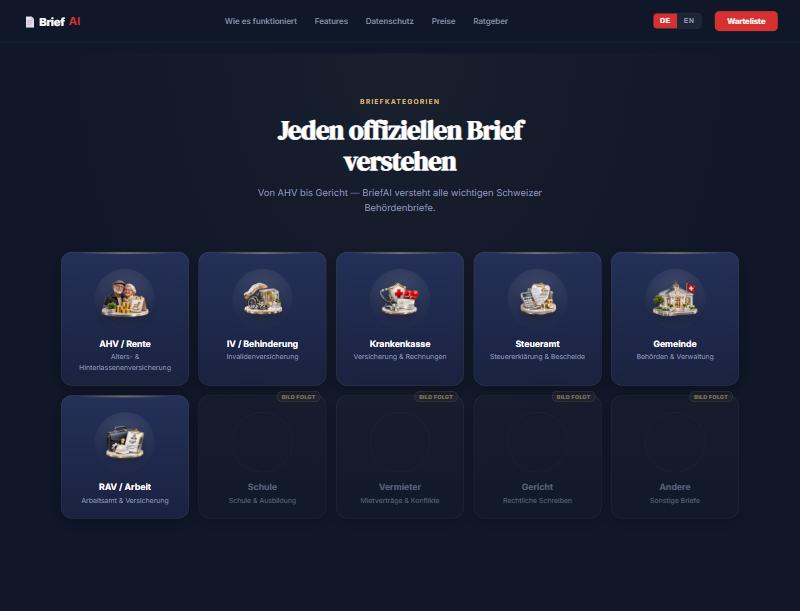 Brief AI
Wie es funktioniert Features Datenschutz Preise Ratgeber
DE EN
Warteliste
BRIEFKATEGORIEN
Jeden offiziellen Brief
verstehen
Von AHV bis Gericht — BriefAI versteht alle wichtigen Schweizer
Behördenbriefe.
AHV / Rente
Alters- &
Hinterlassenenversicherung
IV / Behinderung
Invalidenversicherung
Krankenkasse
Versicherung & Rechnungen
Steueramt
Steuererklärung & Bescheide
Gemeinde
Behörden & Verwaltung
RAV / Arbeit
Arbeitsamt & Versicherung
BILD FOLGT
Schule
Schule & Ausbildung
BILD FOLGT
Vermieter
Mietverträge & Konflikte
BILD FOLGT
Gericht
Rechtliche Schreiben
BILD FOLGT
Andere
Sonstige Briefe